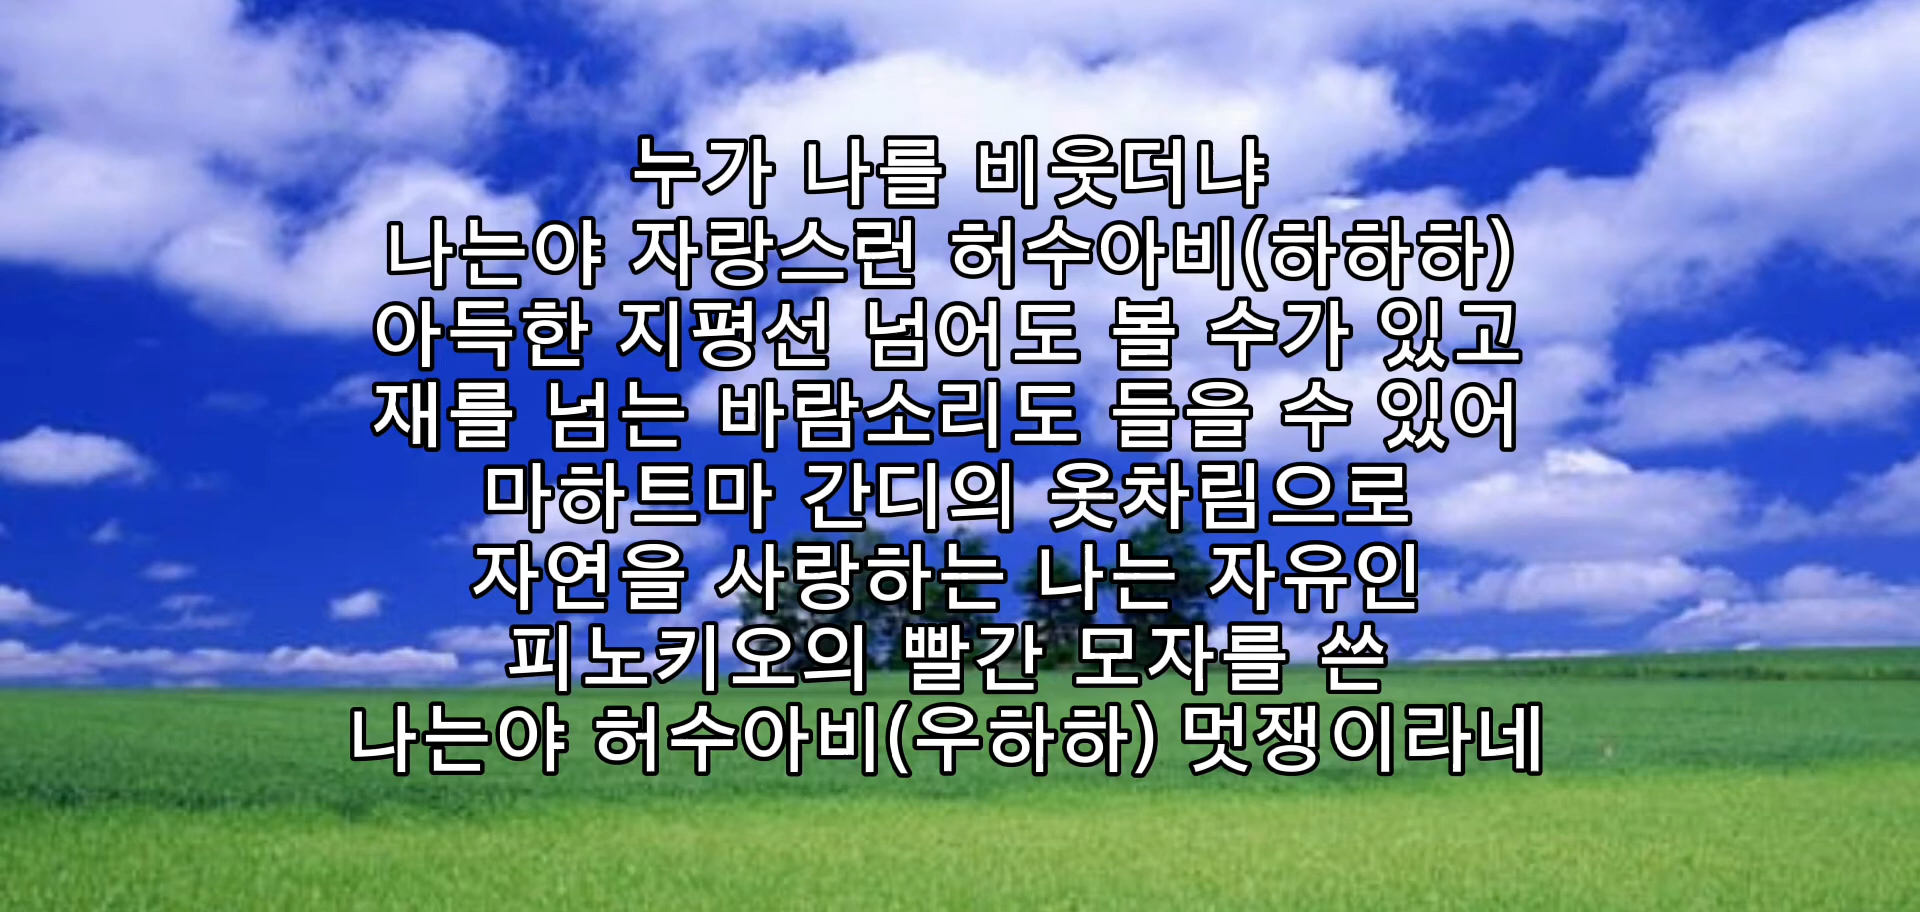 누가 나를 비웃더냐
나는야 자랑스런 허수아비(하하하)
아득한 지평선 넘어도 볼 수가 있고
재를 넘는 바람소리도 들을 수 있어
마하트마 간디의 옷차림으로
자연을 사랑하는 나는 자유인
피노키오의 빨간 모자를 쓴
나는야 허수아비(우하하) 멋쟁이라네